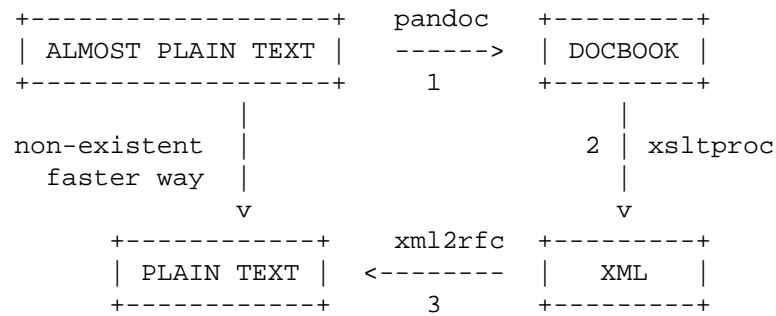 +-------------------+   pandoc   +---------+
| ALMOST PLAIN TEXT |   ------>  | DOCBOOK |
+-------------------+     1      +---------+
              |                       |
non-existent  |                     2 | xsltproc
  faster way  |                       |
              v                       v
      +------------+    xml2rfc  +---------+
      | PLAIN TEXT |  <--------  |   XML   |
      +------------+      3      +---------+